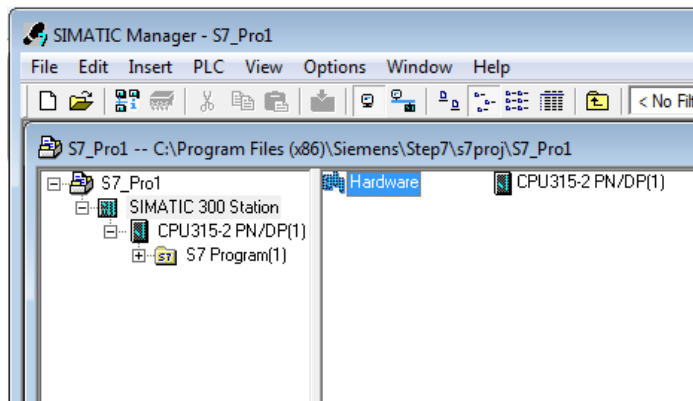 SIMATIC Manager - S7_Pro1
File Edit Insert PLC View Options Window Help
< No Fil
S7_Pro1 -- C:\Program Files (x86)\Siemens\Step7\s7proj\S7_Pro1
S7_Pro1
SIMATIC 300 Station
CPU315-2 PN/DP(1)
S7 Program(1)
Hardware
CPU315-2 PN/DP(1)